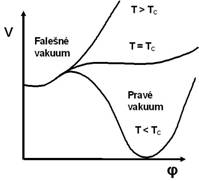 V
Falešné
vakuum
T > Tc
T = Tc
Pravé
vakuum
T < Tc
φ